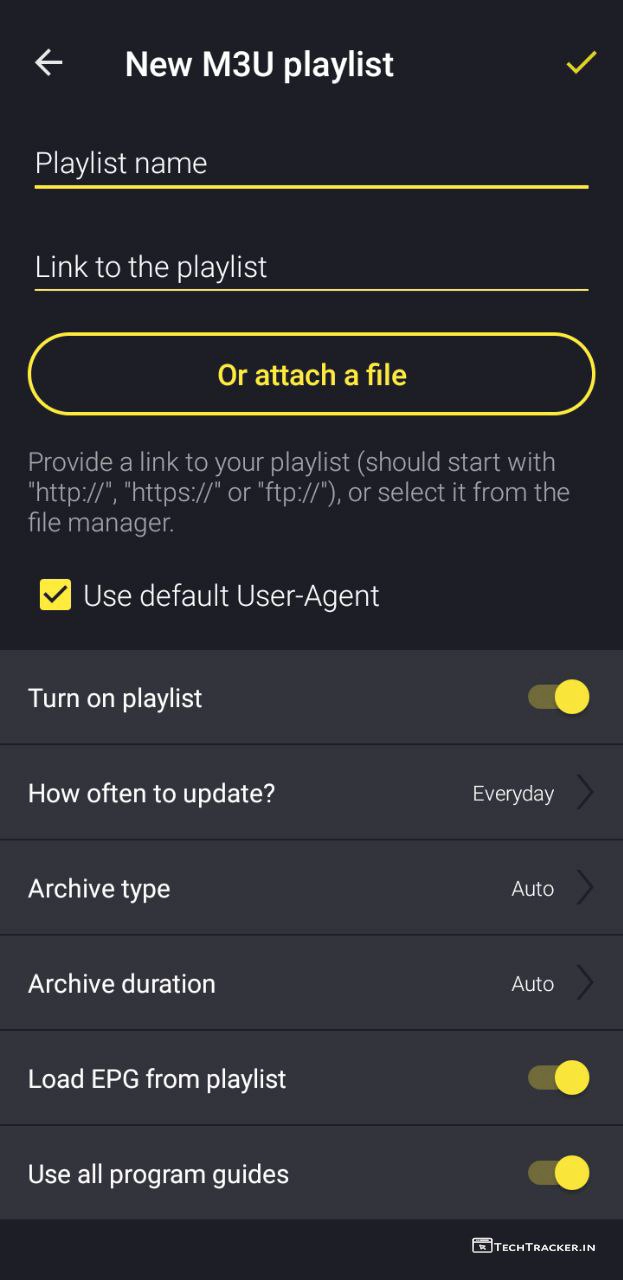 New M3U playlist
Playlist name
Link to the playlist
Or attach a file
Provide a link to your playlist (should start with
"http://", "https://" or "ftp://"), or select it from the
file manager.
Use default User-Agent
Turn on playlist
How often to update? Everyday
Archive type Auto
Archive duration Auto
Load EPG from playlist
Use all program guides
TECHTRACKER.IN